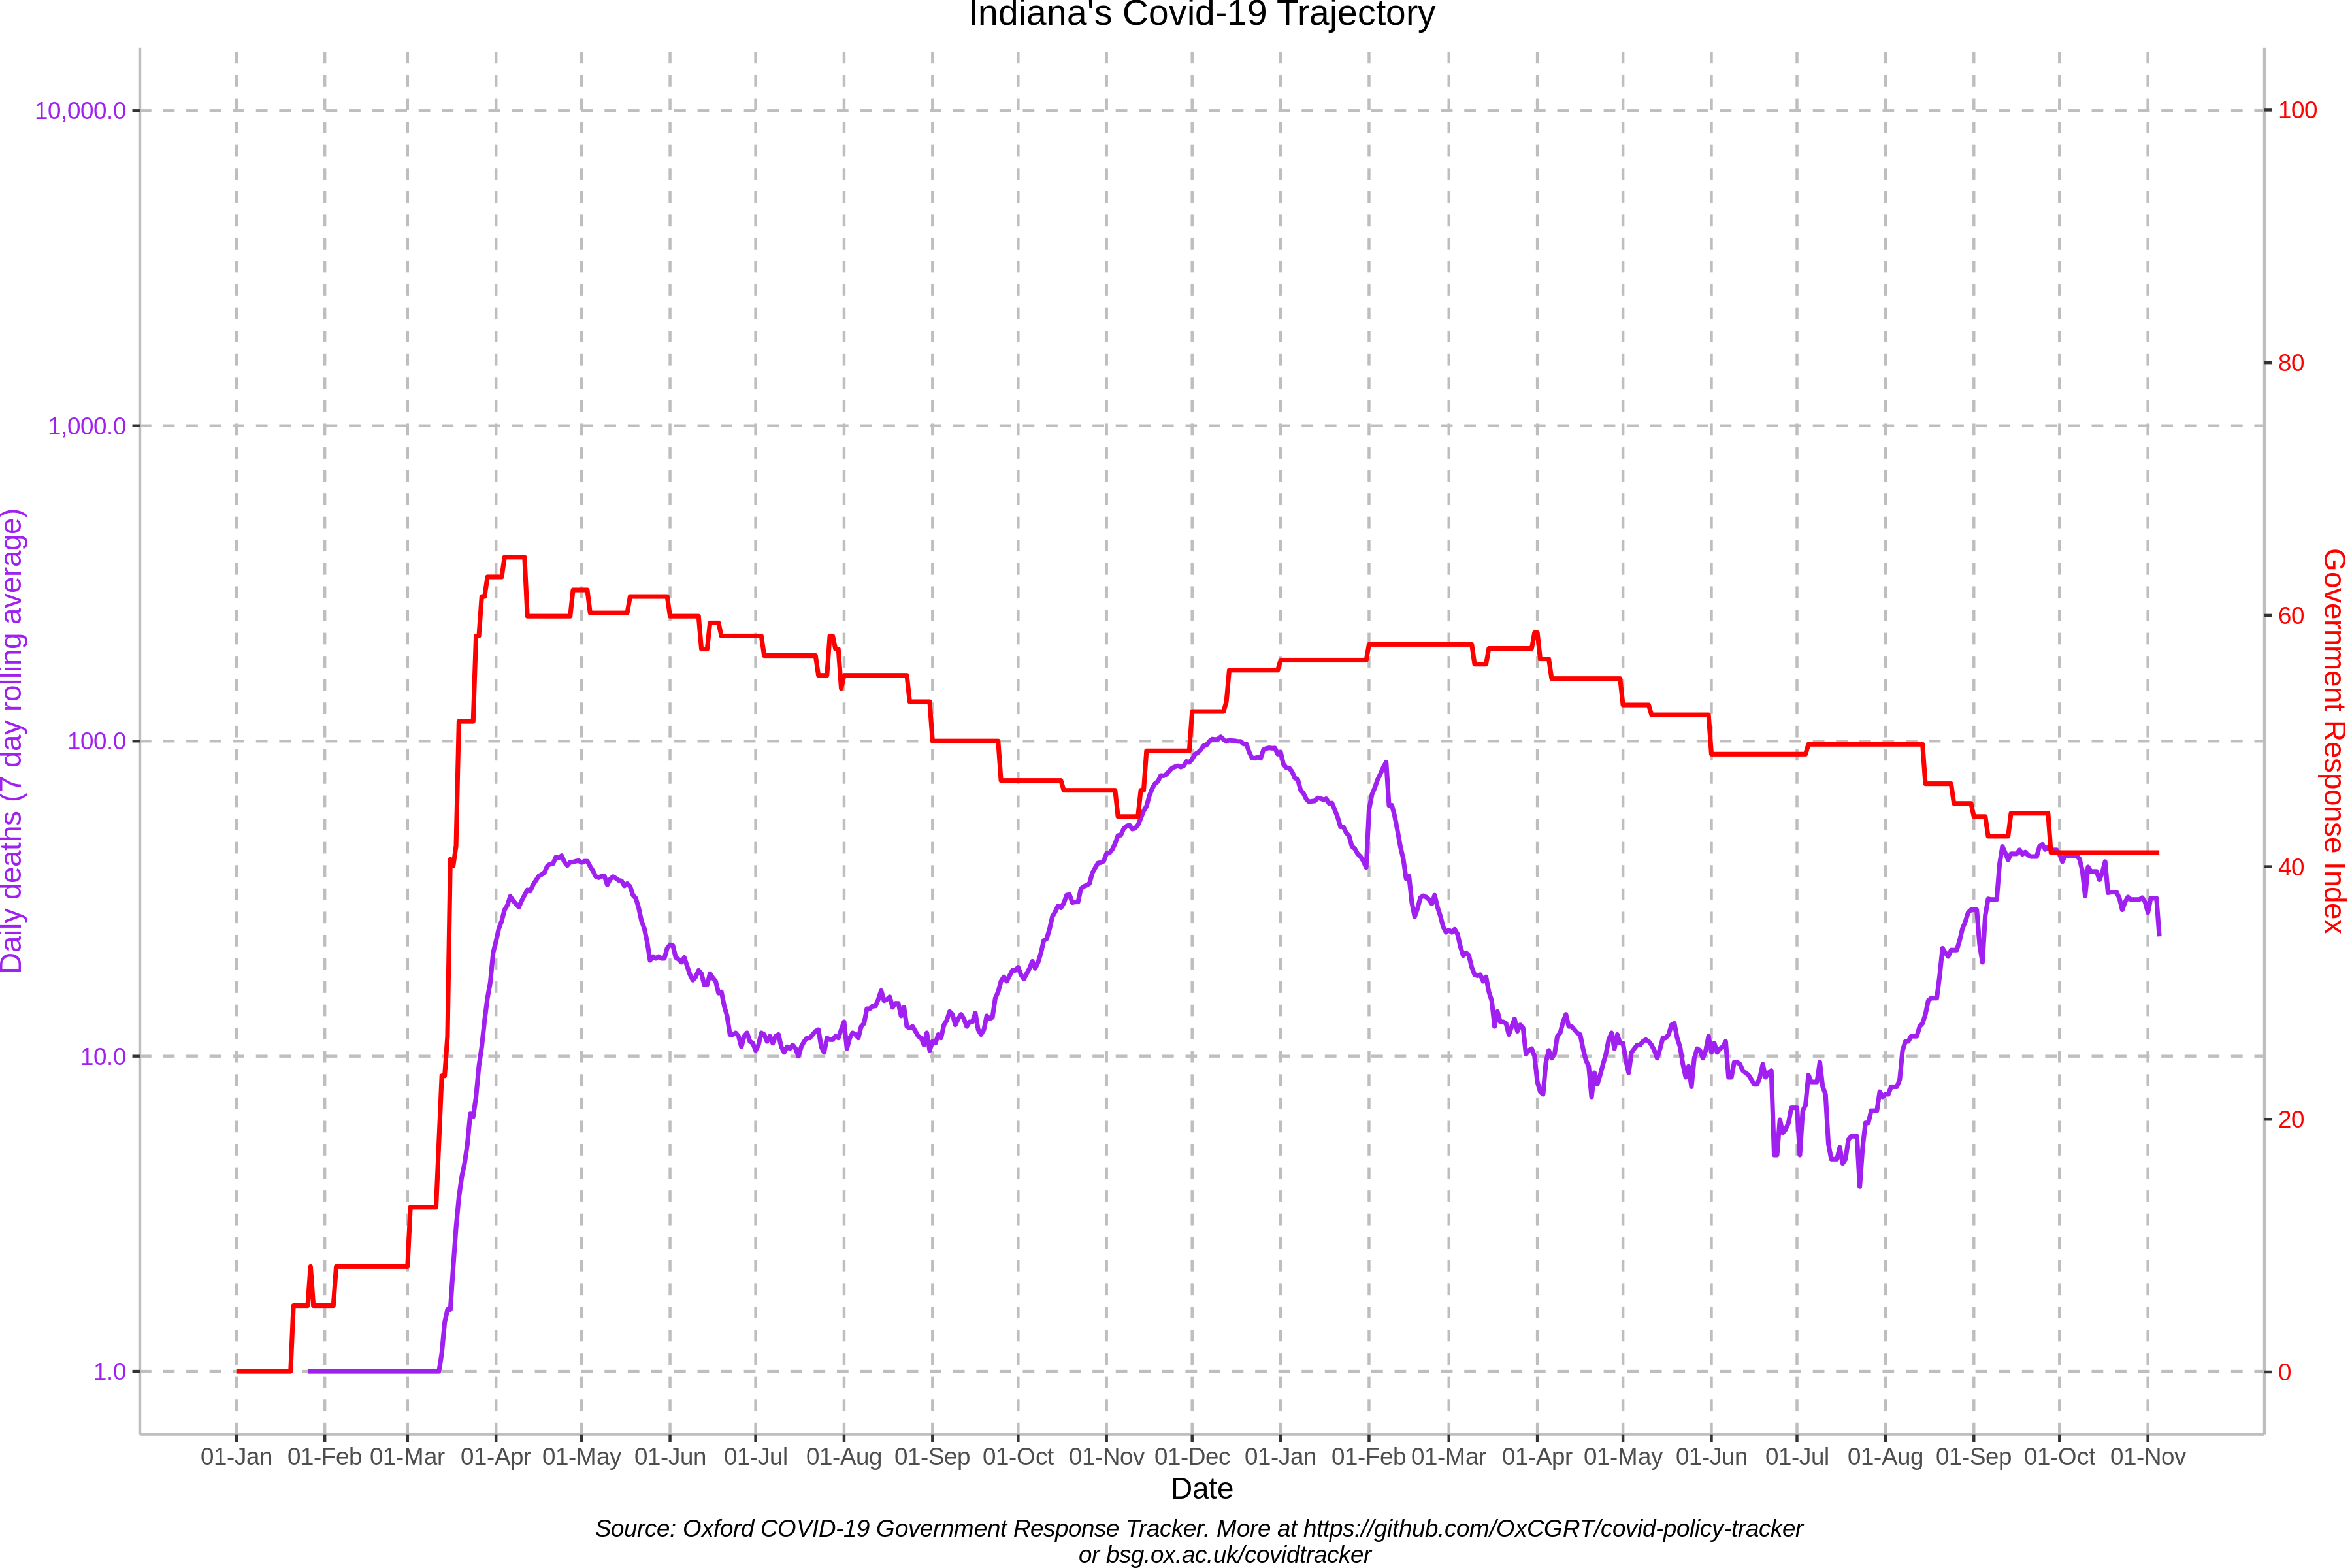 Indiana's Covid-19 Trajectory
10,000.0
1,000.0
100.0
10.0
1.0
Daily deaths (7 day rolling average)
100
80
60
40
20
0
Government Response Index
01-Jan 01-Feb 01-Mar 01-Apr 01-May 01-Jun 01-Jul 01-Aug 01-Sep 01-Oct 01-Nov 01-Dec 01-Jan 01-Feb 01-Mar 01-Apr 01-May 01-Jun 01-Jul 01-Aug 01-Sep 01-Oct 01-Nov
Date
Source: Oxford COVID-19 Government Response Tracker. More at https://github.com/OxCGRT/covid-policy-tracker
or bsg.ox.ac.uk/covidtracker